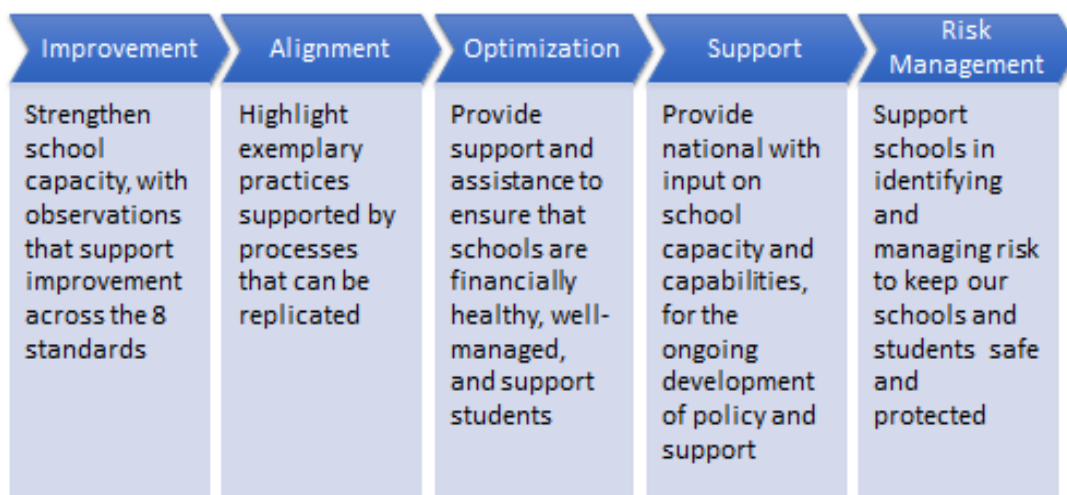 Improvement
Alignment
Optimization
Support
Risk
Management
Strengthen
school
capacity, with
observations
that support
improvement
across the 8
standards
Highlight
exemplary
practices
supported by
processes
that can be
replicated
Provide
support and
assistance to
ensure that
schools are
financially
healthy, well-
managed,
and support
students
Provide
national with
input on
school
capacity and
capabilities,
for the
ongoing
development
of policy and
support
Support
schools in
identifying
and
managing risk
to keep our
schools and
students safe
and
protected